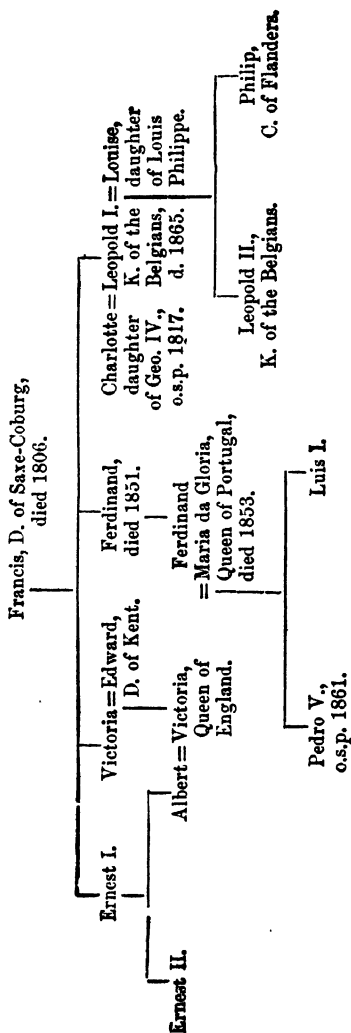 Francis, D. of Saxe-Coburg,
died 1806.
Ernest I.
Victoria = Edward,
D. of Kent.
Ferdinand,
died 1851.
Charlotte = Leopold I. = Louise,
daughter K. of the daughter
of Geo. IV., Belgians, of Louis
o.s.p. 1817. d. 1865. Philippe.
Ernest II.
Albert = Victoria,
Queen of
England.
Ferdinand
= Maria da Gloria,
Queen of Portugal,
died 1853.
Leopold II.,
K. of the Belgians.
Philip,
C. of Flanders.
Pedro V.,
o.s.p. 1861.
Luis I.